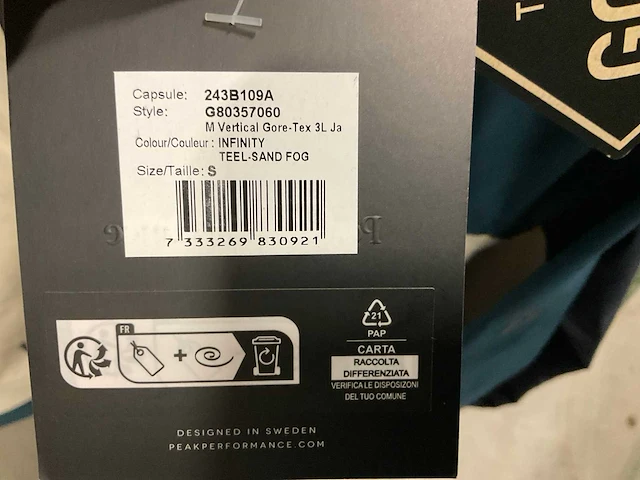 Capsule: 243B109A
Style: G80357060
M Vertical Gore-Tex 3L Ja
Colour/Couleur: INFINITY
TEEL-SAND FOG
Size/Taille: S
7 333269 830921
FR
21
PAP
CARTA
RACCOLTA
DIFFERENZIATA
VERIFICA LE DISPOSIZIONI
DEL TUO COMUNE
DESIGNED IN SWEDEN
PEAKPERFORMANCE.COM
T
GO